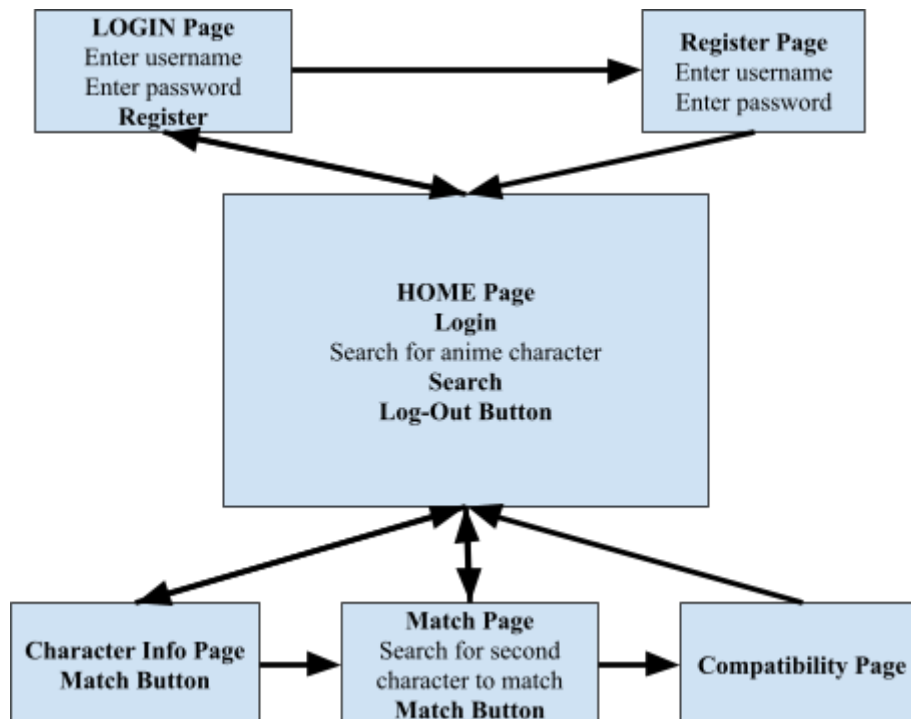 LOGIN Page
Enter username
Enter password
Register
Register Page
Enter username
Enter password
HOME Page
Login
Search for anime character
Search
Log-Out Button
Character Info Page
Match Button
Match Page
Search for second
character to match
Match Button
Compatibility Page